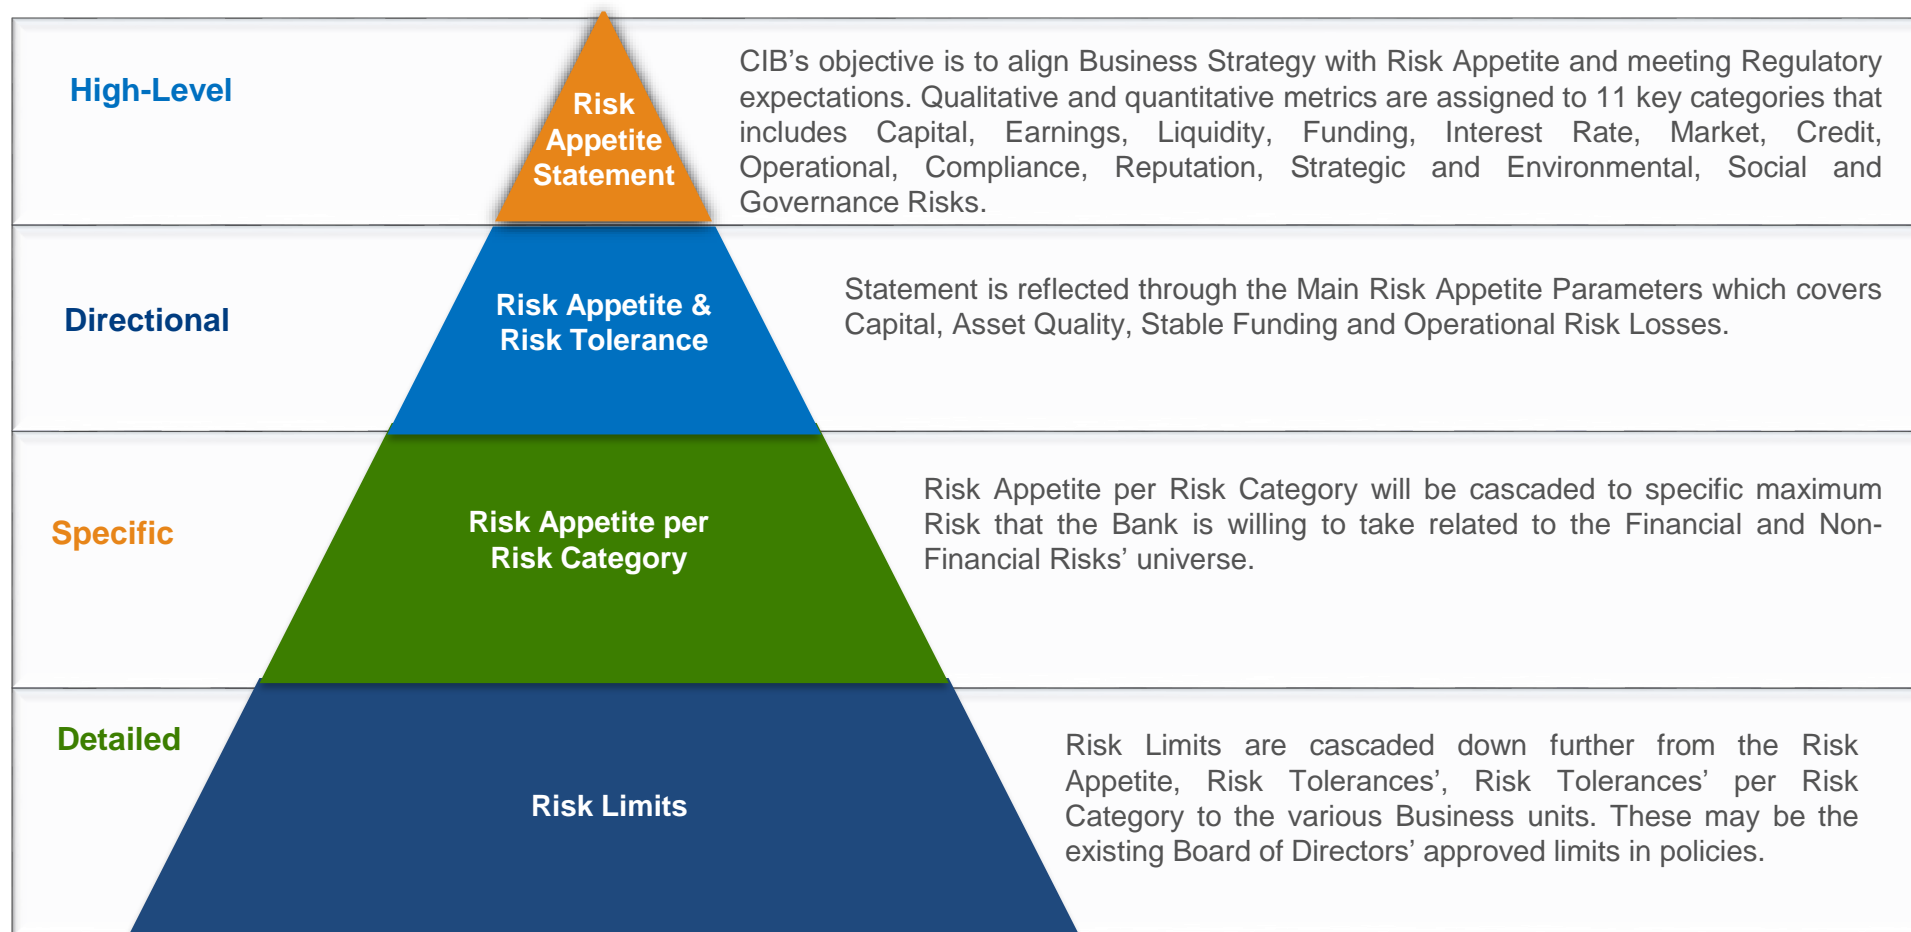 High-Level
Risk
Appetite
Statement
CIB’s objective is to align Business Strategy with Risk Appetite and meeting Regulatory
expectations. Qualitative and quantitative metrics are assigned to 11 key categories that
includes Capital, Earnings, Liquidity, Funding, Interest Rate, Market, Credit,
Operational, Compliance, Reputation, Strategic and Environmental, Social and
Governance Risks.
Directional
Risk Appetite &
Risk Tolerance
Statement is reflected through the Main Risk Appetite Parameters which covers
Capital, Asset Quality, Stable Funding and Operational Risk Losses.
Specific
Risk Appetite per
Risk Category
Risk Appetite per Risk Category will be cascaded to specific maximum
Risk that the Bank is willing to take related to the Financial and Non-
Financial Risks’ universe.
Detailed
Risk Limits
Risk Limits are cascaded down further from the Risk
Appetite, Risk Tolerances’, Risk Tolerances’ per Risk
Category to the various Business units. These may be the
existing Board of Directors’ approved limits in policies.